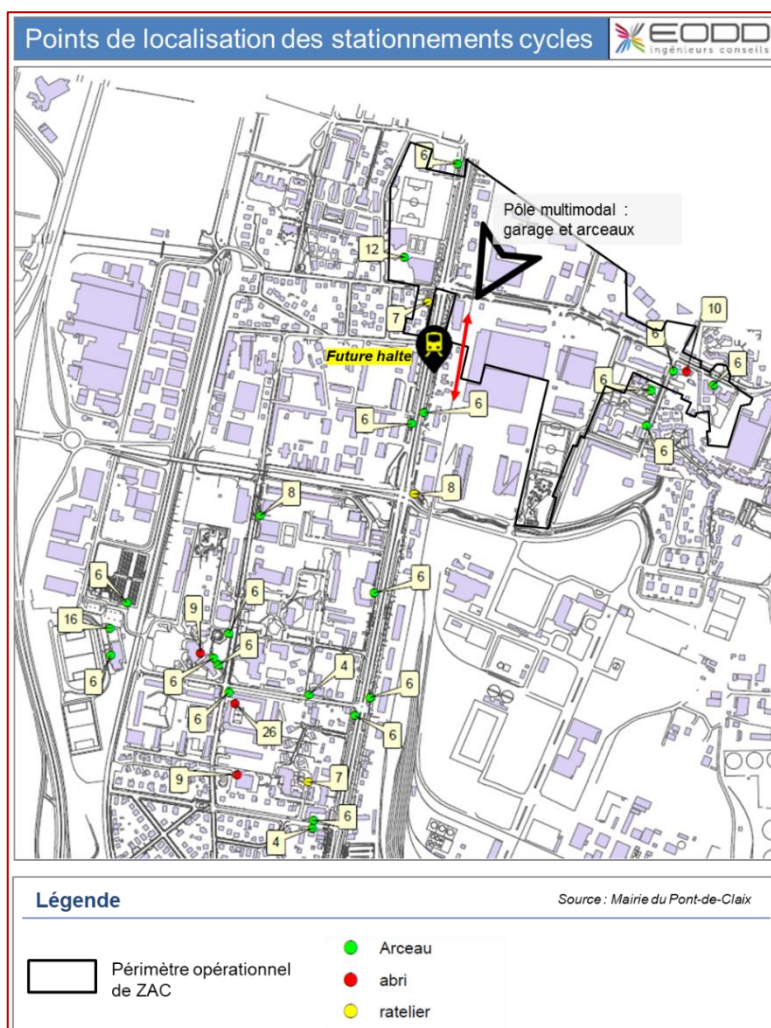 Points de localisation des stationnements cycles
EODD
ingénieurs conseils
6
Pôle multimodal :
garage et arceaux
12
10
7
6
Future halte
6
6
6
6
6
8
8
6
9
6
6
16
6
6
4
6
6
26
6
9
7
6
4
Légende
Source : Mairie du Pont-de-Claix
Périmètre opérationnel
de ZAC
Arceau
abri
ratelier